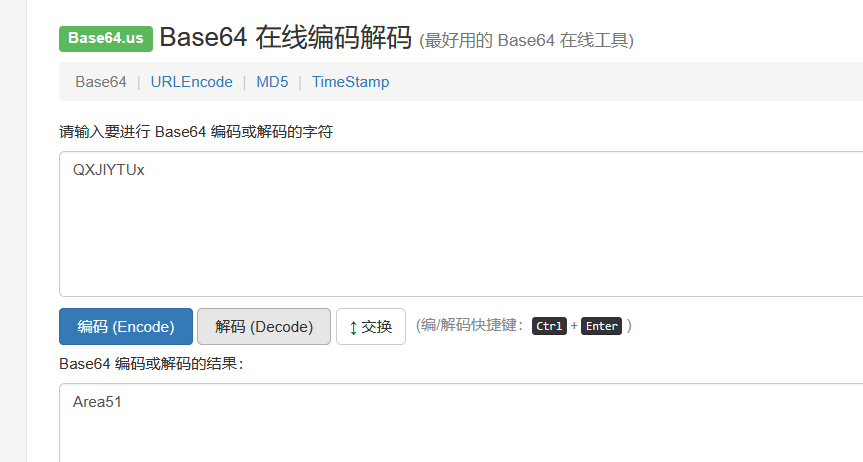 Base64.us Base64 在线编码解码 (最好用的 Base64 在线工具)
Base64 | URLEncode | MD5 | TimeStamp
请输入要进行 Base64 编码或解码的字符
QXJlYTUx
编码 (Encode) 解码 (Decode) ↕ 交换 (编/解码快捷键： Ctrl + Enter )
Base64 编码或解码的结果：
Area51